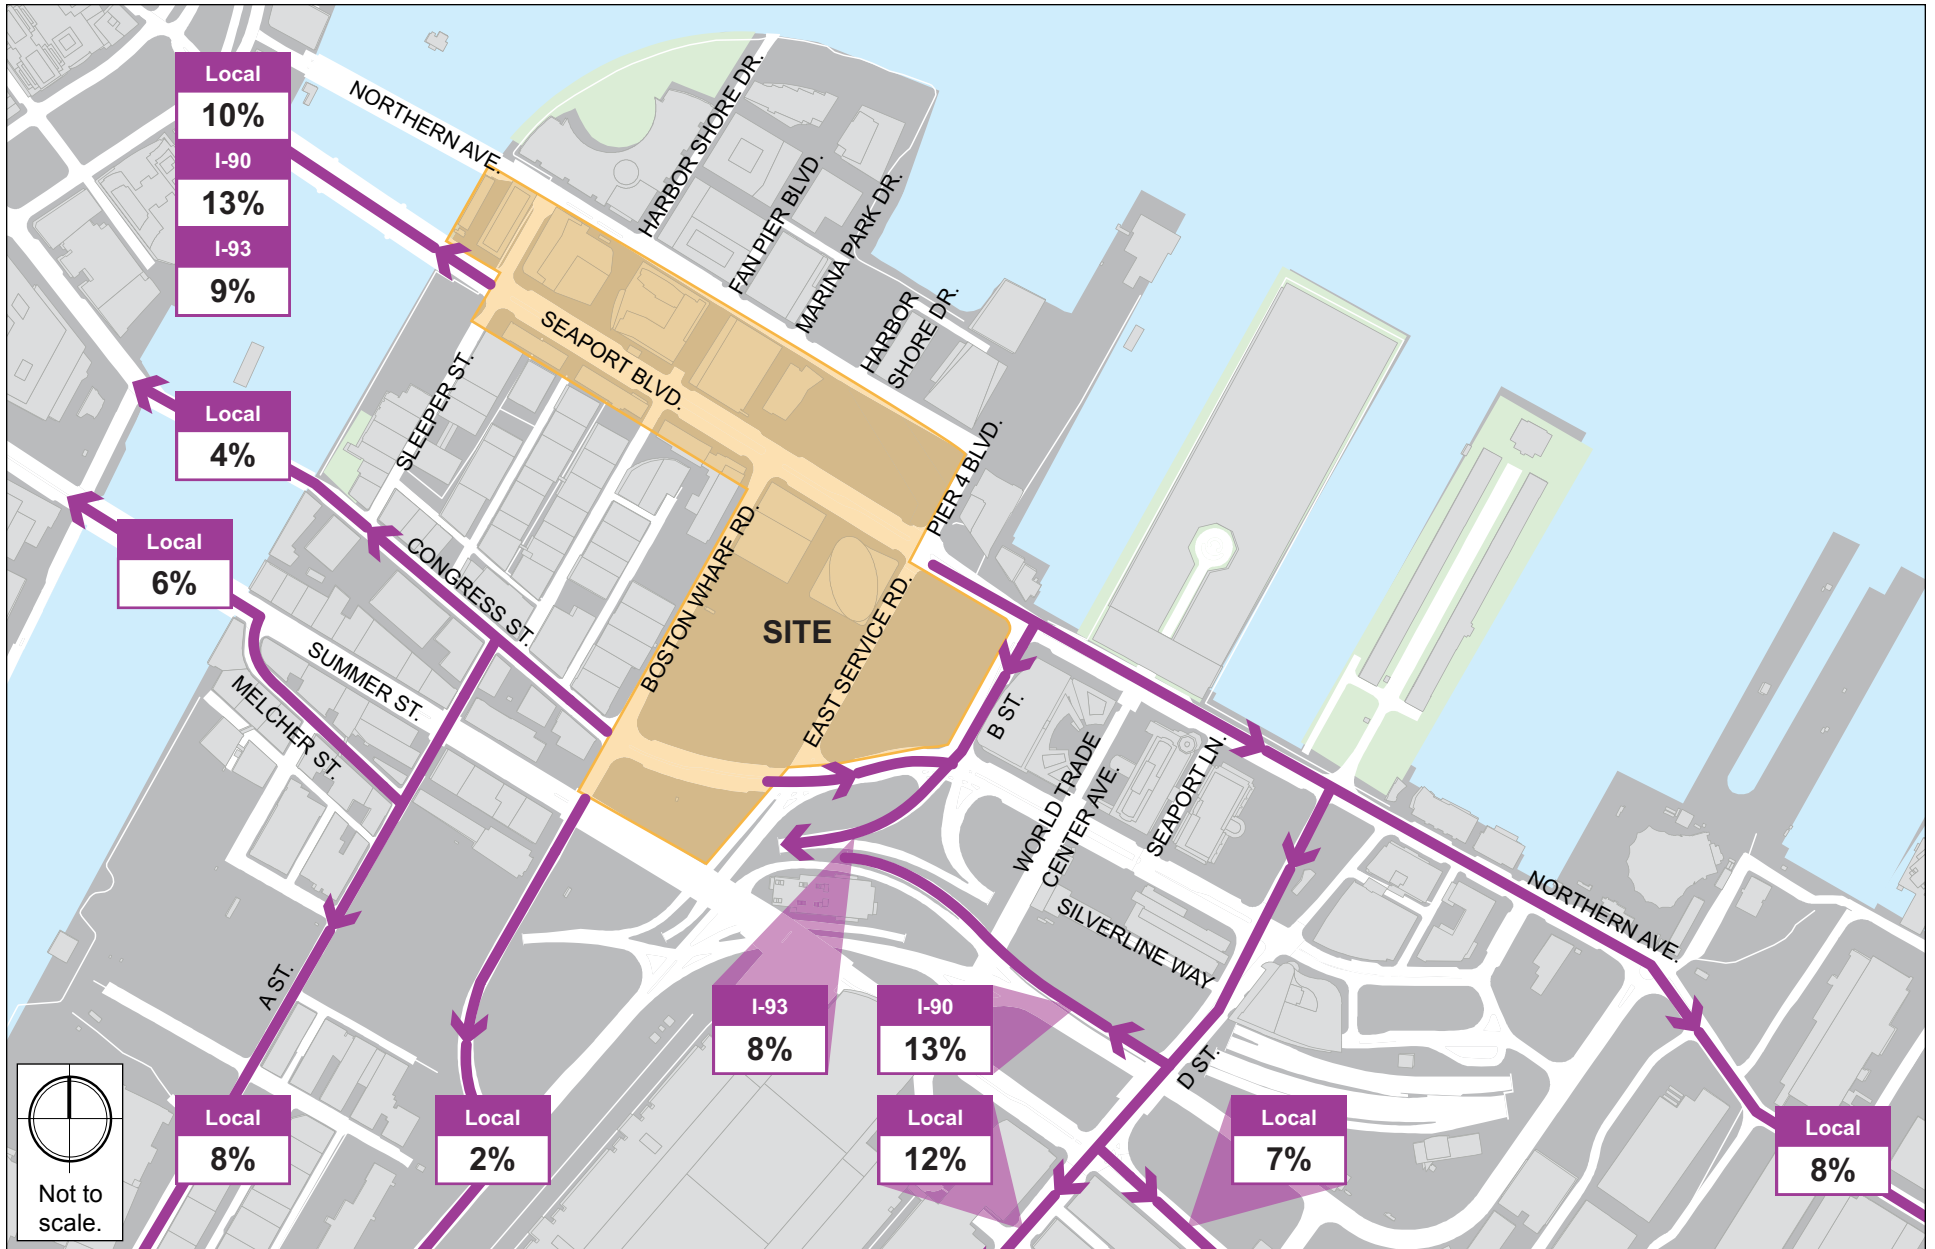 Local
10%
I-90
13%
I-93
9%
NORTHERN AVE.
HARBOR SHORE DR.
FAN PIER BLVD.
MARINA PARK DR.
HARBOR
SHORE DR.
SEAPORT BLVD.
SLEEPER ST.
Local
4%
PIER 4 BLVD.
Local
6%
CONGRESS ST.
BOSTON WHARF RD.
SITE
EAST SERVICE RD.
SUMMER ST.
MELCHER ST.
B ST.
WORLD TRADE
CENTER AVE.
SEAPORT LN.
SILVERLINE WAY
NORTHERN AVE.
A ST.
I-93
8%
I-90
13%
D ST.
Local
8%
Local
2%
Local
12%
Local
7%
Local
8%
Not to
scale.